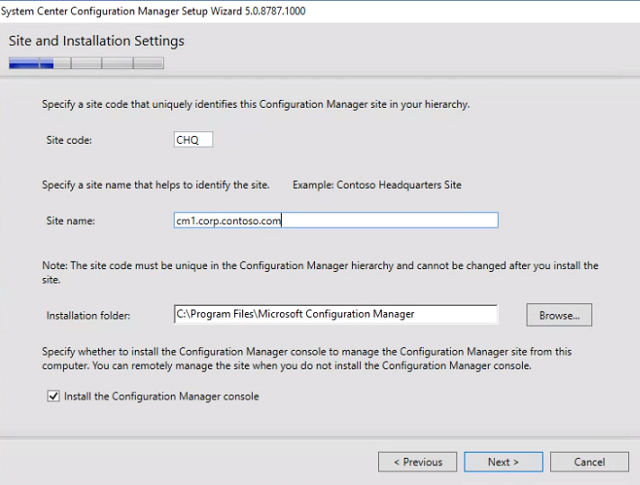 System Center Configuration Manager Setup Wizard 5.0.8787.1000
Site and Installation Settings
Specify a site code that uniquely identifies this Configuration Manager site in your hierarchy.
Site code: CHQ
Specify a site name that helps to identify the site. Example: Contoso Headquarters Site
Site name: cm1.corp.contoso.com
Note: The site code must be unique in the Configuration Manager hierarchy and cannot be changed after you install the
site.
Installation folder: C:\Program Files\Microsoft Configuration Manager Browse...
Specify whether to install the Configuration Manager console to manage the Configuration Manager site from this
computer. You can remotely manage the site when you do not install the Configuration Manager console.
Install the Configuration Manager console
< Previous Next > Cancel